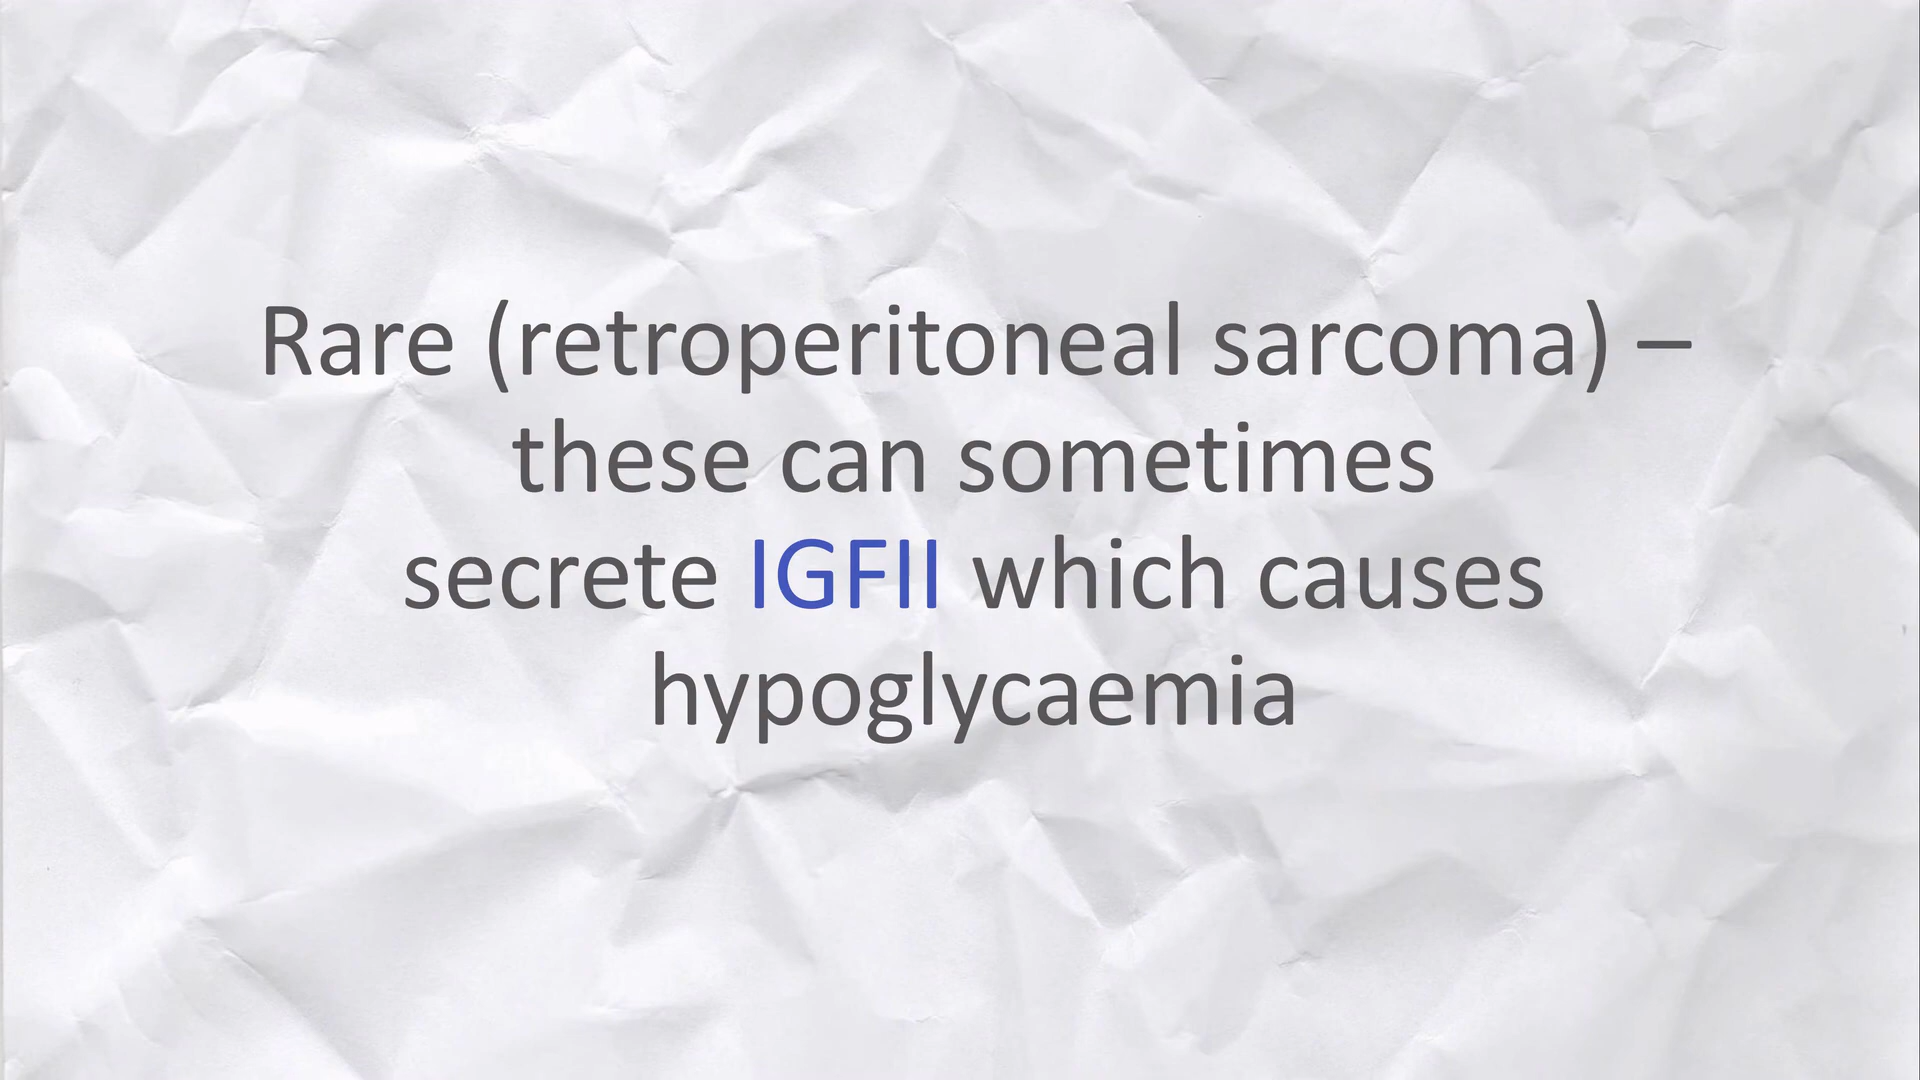 Rare (retroperitoneal sarcoma) –
these can sometimes
secrete IGFII which causes
hypoglycaemia